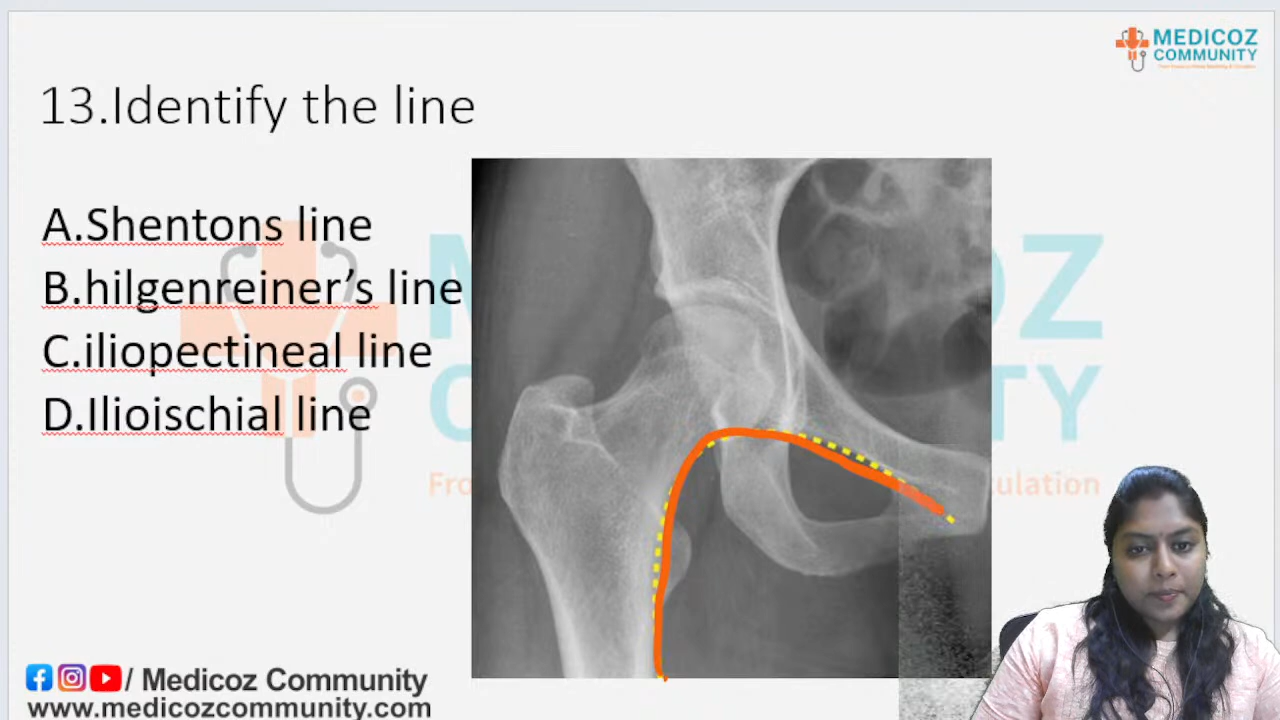 MEDICOZ
COMMUNITY
13.Identify the line
A.Shentons line
B.hilgenreiner’s line
C.iliopectineal line
D.Ilioischial line
/ Medicoz Community
www.medicozcommunity.com